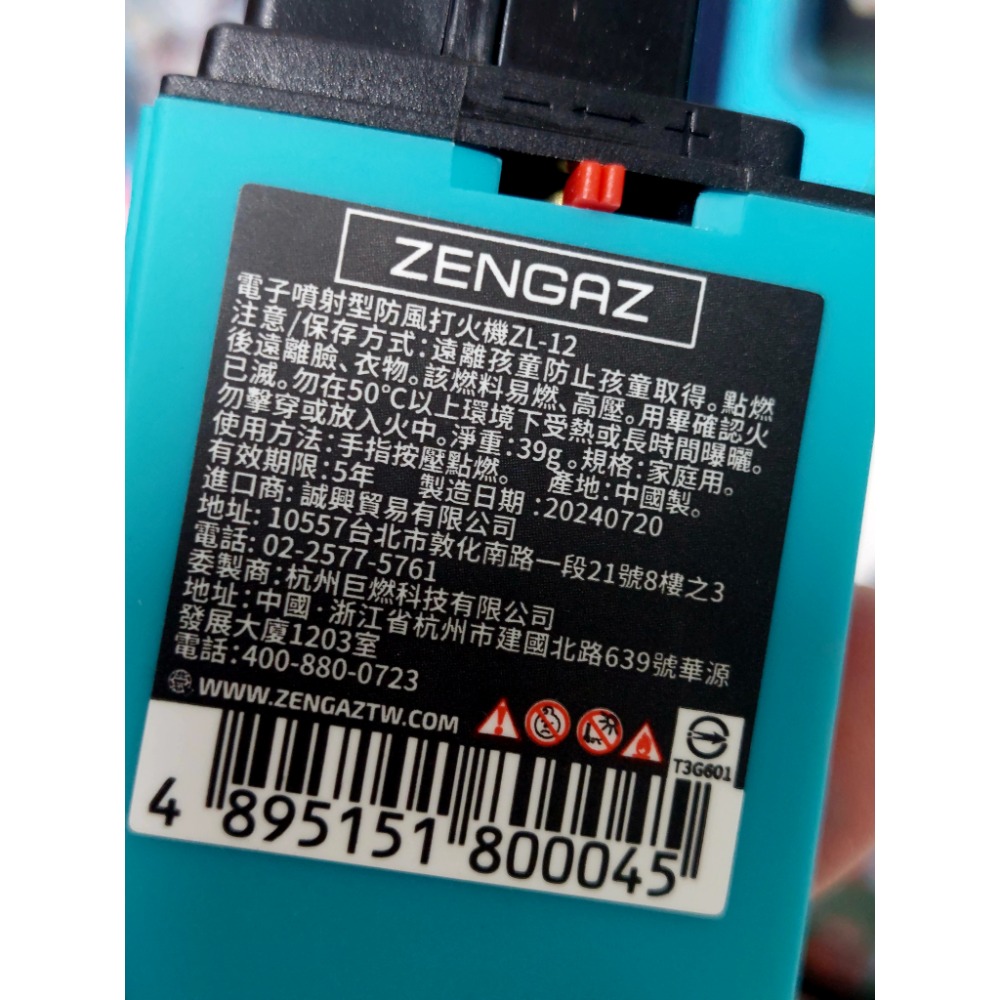 − ↔ +
ZENGAZ
電子噴射型防風打火機ZL-12
注意/保存方式:遠離孩童防止孩童取得。點燃
後遠離臉、衣物。該燃料易燃、高壓。用畢確認火
已滅。勿在50°C以上環境下受熱或長時間曝曬。
勿擊穿或放入火中。淨重:39g。規格:家庭用。
使用方法:手指按壓點燃。 產地:中國製。
有效期限:5年 製造日期:20240720
進口商:誠興貿易有限公司
地址:10557台北市敦化南路一段21號8樓之3
電話:02-2577-5761
委製商:杭州巨燃科技有限公司
地址:中國·浙江省杭州市建國北路639號華源
發展大廈1203室
電話:400-880-0723
WWW.ZENGAZTW.COM
T3G601
4 895151 800045